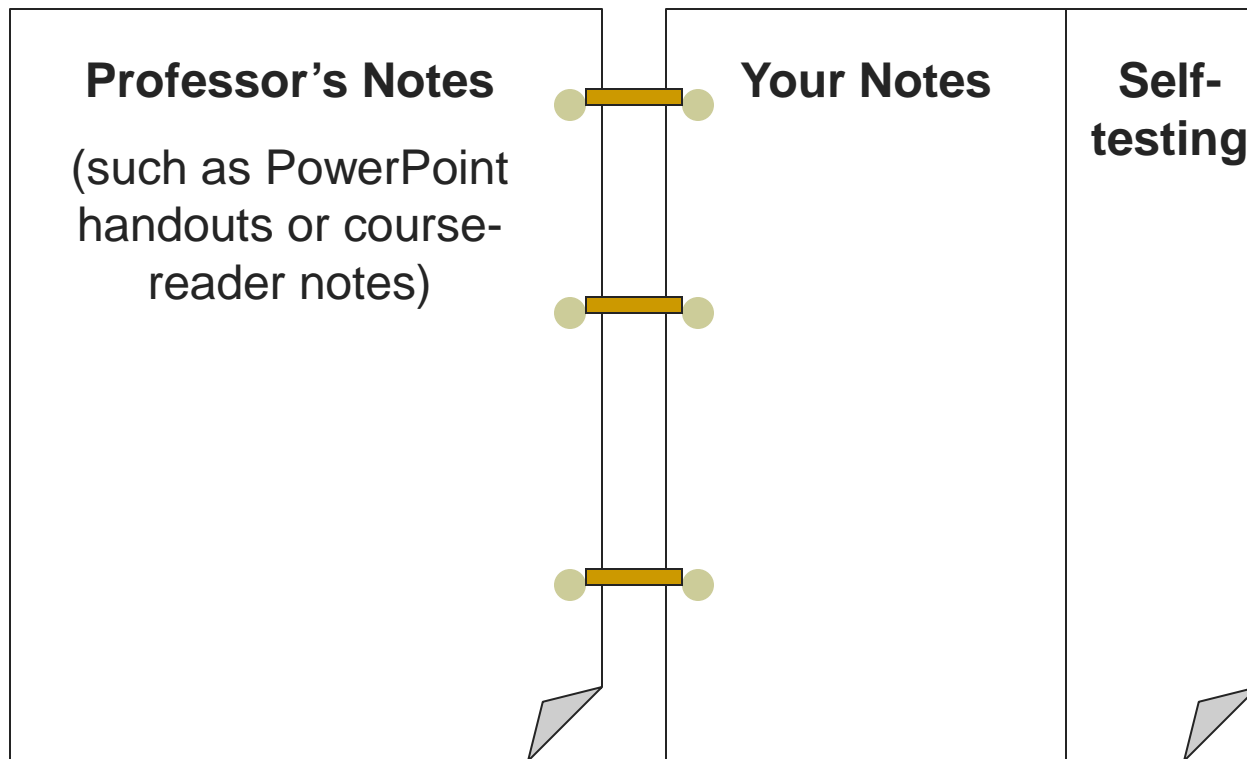 Professor’s Notes
(such as PowerPoint
handouts or course-
reader notes)
Your Notes
Self-
testing